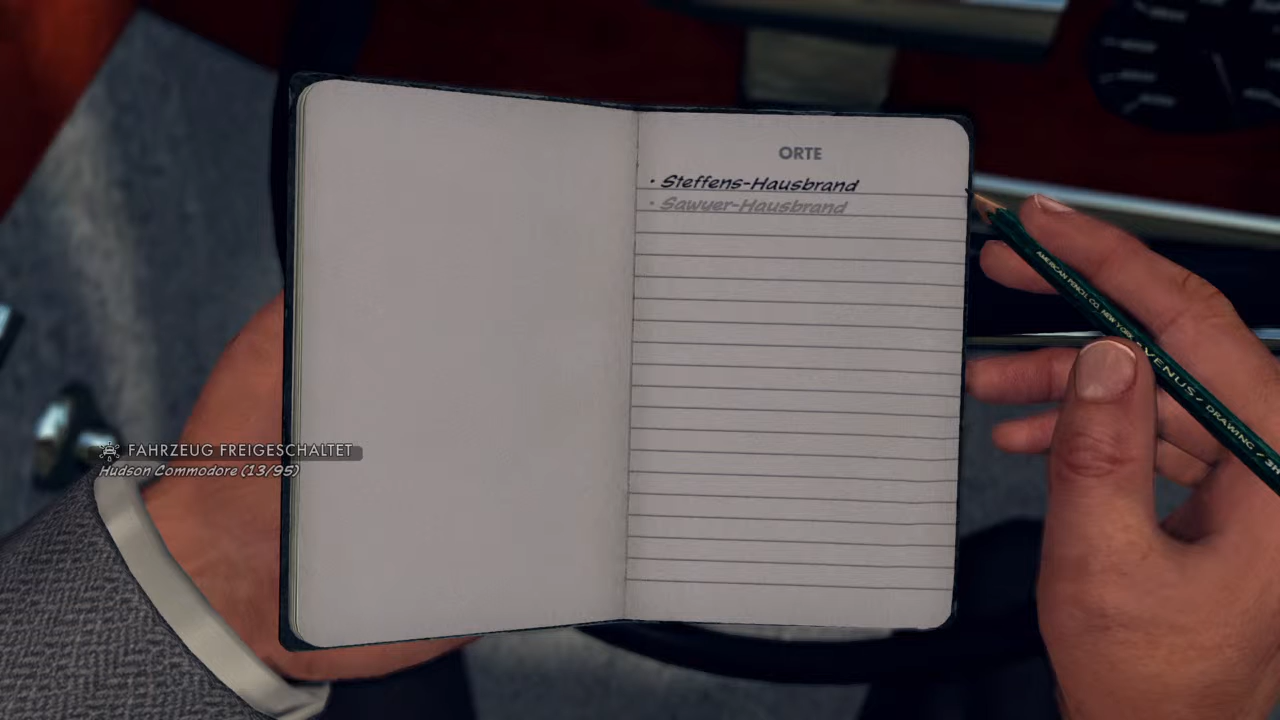 ORTE
· Steffens-Hausbrand
· Sawyer-Hausbrand
AMERICAN PENCIL CO. NEW YORK
VENUS / DRAWING /
FAHRZEUG FREIGESCHALTET
Hudson Commodore (13/95)